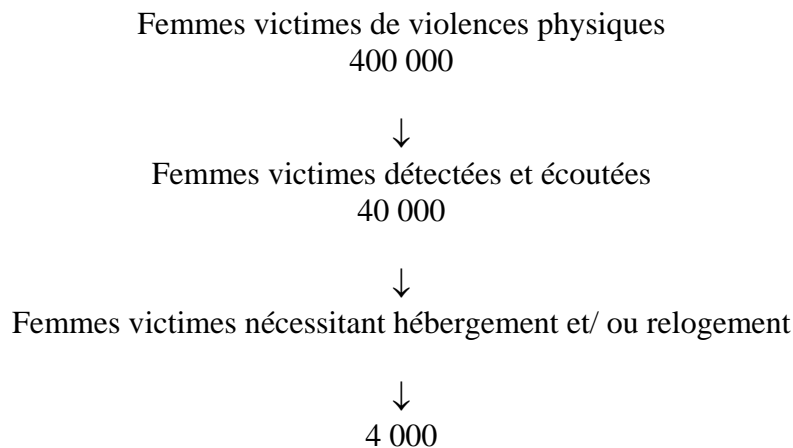 Femmes victimes de violences physiques
400 000
↓
Femmes victimes détectées et écoutées
40 000
↓
Femmes victimes nécessitant hébergement et/ ou relogement
↓
4 000